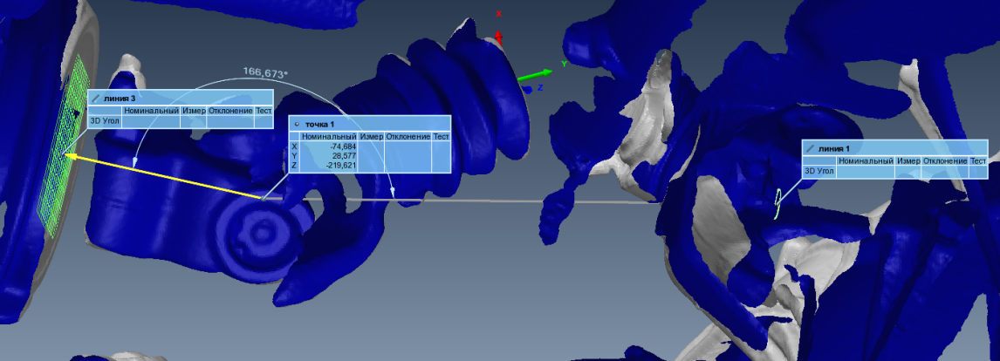 X
Y
Z
166,673°
линия 3
Номинальный Измер Отклонение Тест
3D Угол
точка 1
Номинальный Измер Отклонение Тест
X -74,684
Y 28,577
Z -219,621
линия 1
Номинальный Измер Отклонение Тест
3D Угол